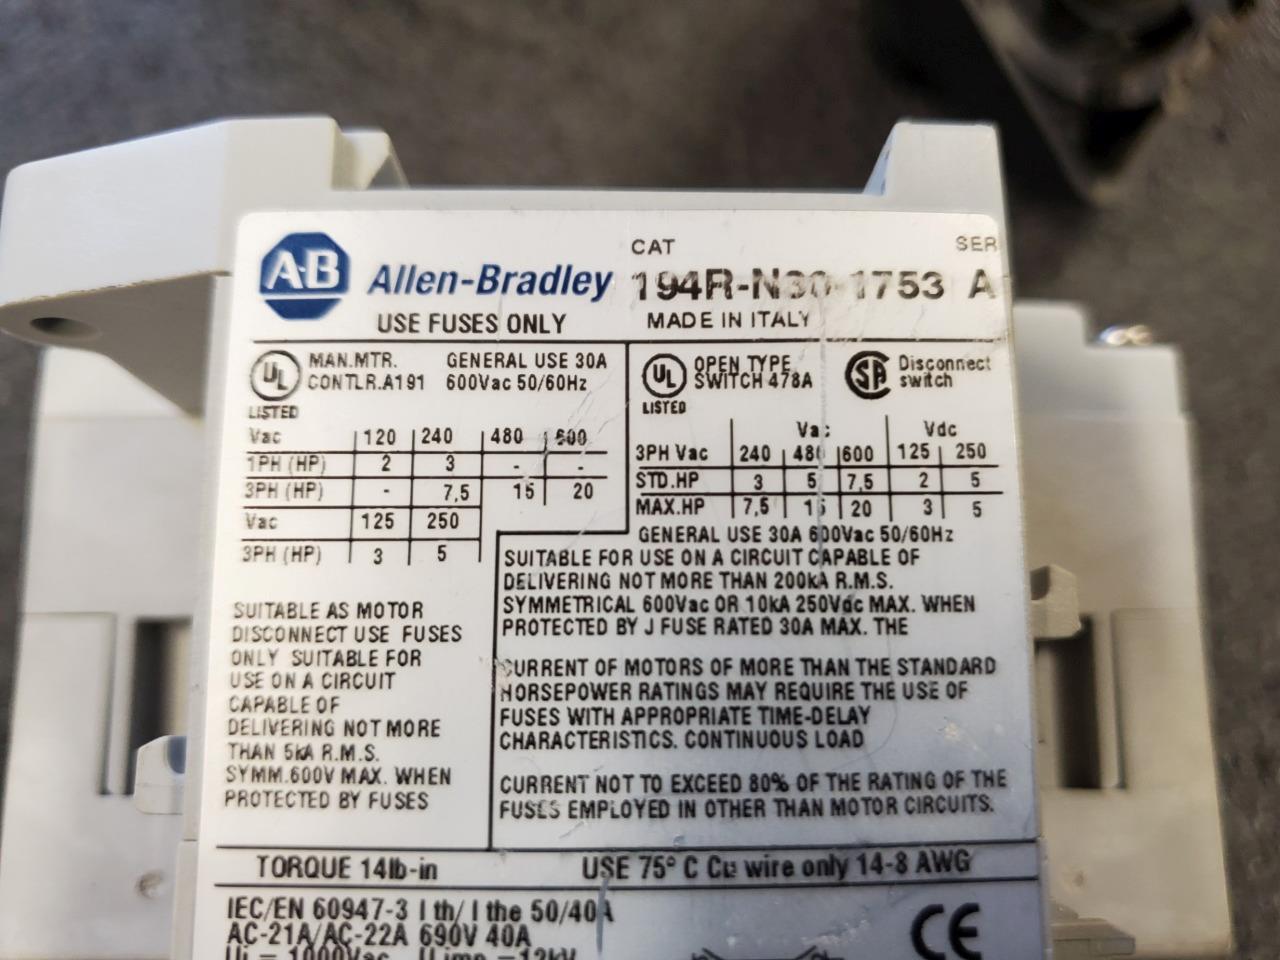 A-B Allen-Bradley
USE FUSES ONLY
CAT SER
194R-N30-1753 A
MADE IN ITALY
UL LISTED
MAN.MTR.
CONTLR.A191
GENERAL USE 30A
600Vac 50/60Hz
Vac 120 240 480 600
1PH (HP) 2 3 - -
3PH (HP) - 7,5 15 20
Vac 125 250
3PH (HP) 3 5
SUITABLE AS MOTOR
DISCONNECT USE FUSES
ONLY SUITABLE FOR
USE ON A CIRCUIT
CAPABLE OF
DELIVERING NOT MORE
THAN 5kA R.M.S.
SYMM.600V MAX. WHEN
PROTECTED BY FUSES
UL LISTED
OPEN TYPE
SWITCH 478A
SA Disconnect
switch
Vac Vdc
3PH Vac 240 480 600 125 250
STD.HP 3 5 7,5 2 5
MAX.HP 7,5 15 20 3 5
GENERAL USE 30A 600Vac 50/60Hz
SUITABLE FOR USE ON A CIRCUIT CAPABLE OF
DELIVERING NOT MORE THAN 200kA R.M.S.
SYMMETRICAL 600Vac OR 10kA 250Vdc MAX. WHEN
PROTECTED BY J FUSE RATED 30A MAX. THE
CURRENT OF MOTORS OF MORE THAN THE STANDARD
HORSEPOWER RATINGS MAY REQUIRE THE USE OF
FUSES WITH APPROPRIATE TIME-DELAY
CHARACTERISTICS. CONTINUOUS LOAD
CURRENT NOT TO EXCEED 80% OF THE RATING OF THE
FUSES EMPLOYED IN OTHER THAN MOTOR CIRCUITS.
TORQUE 14lb-in USE 75° C Cu wire only 14-8 AWG
IEC/EN 60947-3 I th/ I the 50/40A
AC-21A/AC-22A 690V 40A
Ui = 1000Vac U imp = 12kV
CE